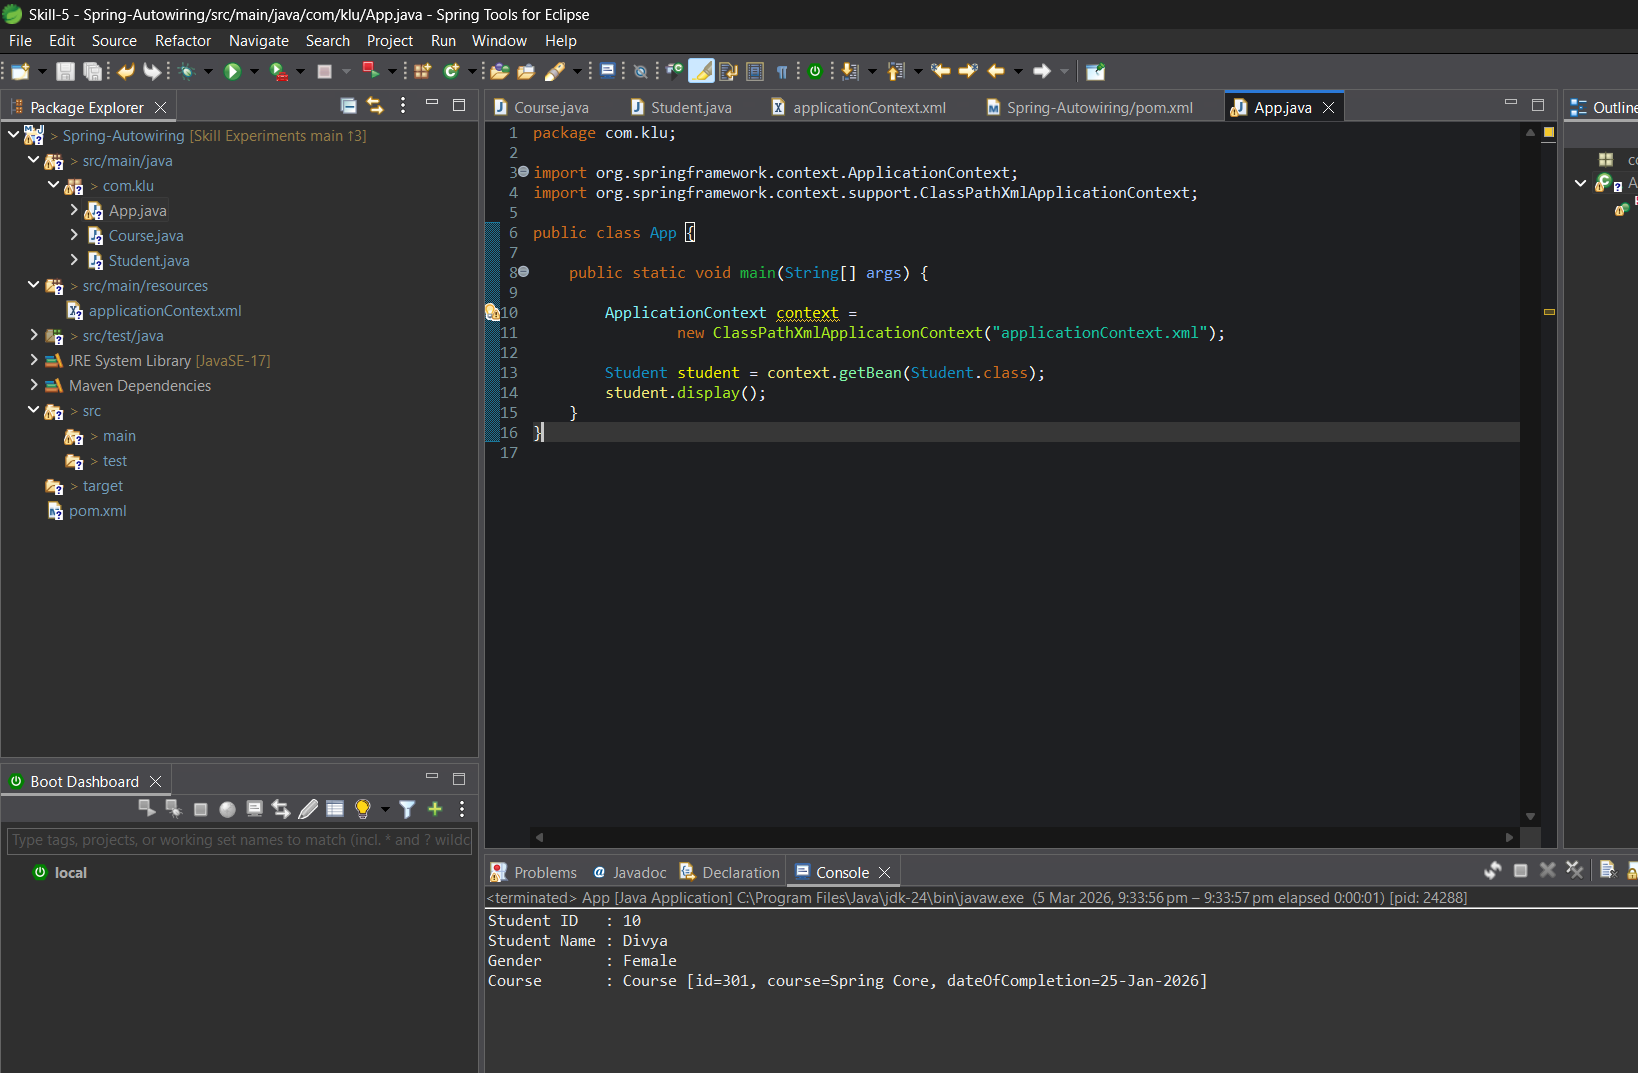 Skill-5 - Spring-Autowiring/src/main/java/com/klu/App.java - Spring Tools for Eclipse
File Edit Source Refactor Navigate Search Project Run Window Help
Package Explorer
> Spring-Autowiring [Skill Experiments main ↑3]
> src/main/java
> com.klu
App.java
Course.java
Student.java
> src/main/resources
applicationContext.xml
> src/test/java
JRE System Library [JavaSE-17]
Maven Dependencies
> src
> main
> test
> target
pom.xml
Boot Dashboard
Type tags, projects, or working set names to match (incl. * and ? wildc
local
Course.java Student.java applicationContext.xml Spring-Autowiring/pom.xml App.java
1 package com.klu;
2
3 import org.springframework.context.ApplicationContext;
4 import org.springframework.context.support.ClassPathXmlApplicationContext;
5
6 public class App {
7
8 public static void main(String[] args) {
9
10 ApplicationContext context =
11 new ClassPathXmlApplicationContext("applicationContext.xml");
12
13 Student student = context.getBean(Student.class);
14 student.display();
15 }
16 }
17
Outline
Problems Javadoc Declaration Console
<terminated> App [Java Application] C:\Program Files\Java\jdk-24\bin\javaw.exe (5 Mar 2026, 9:33:56 pm – 9:33:57 pm elapsed 0:00:01) [pid: 24288]
Student ID : 10
Student Name : Divya
Gender : Female
Course : Course [id=301, course=Spring Core, dateOfCompletion=25-Jan-2026]